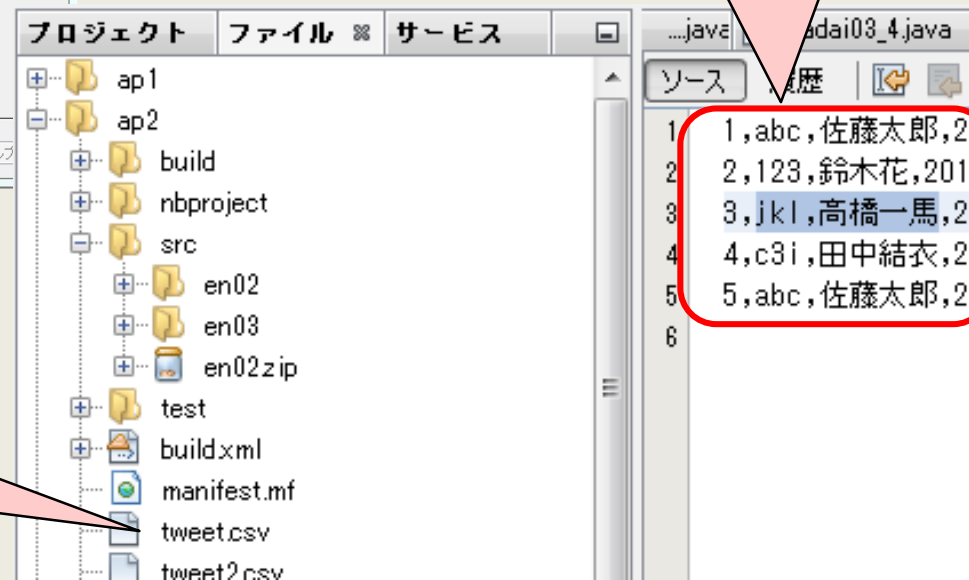 プロジェクト ファイル サービス
ap1
ap2
build
nbproject
src
en02
en03
en02.zip
test
build.xml
manifest.mf
tweet.csv
tweet2.csv
...java adai03_4.java
ソース 履歴
1 1,abc,佐藤太郎,2
2 2,123,鈴木花,201
3 3,jkl,高橋一馬,2
4 4,c3i,田中結衣,2
5 5,abc,佐藤太郎,2
6